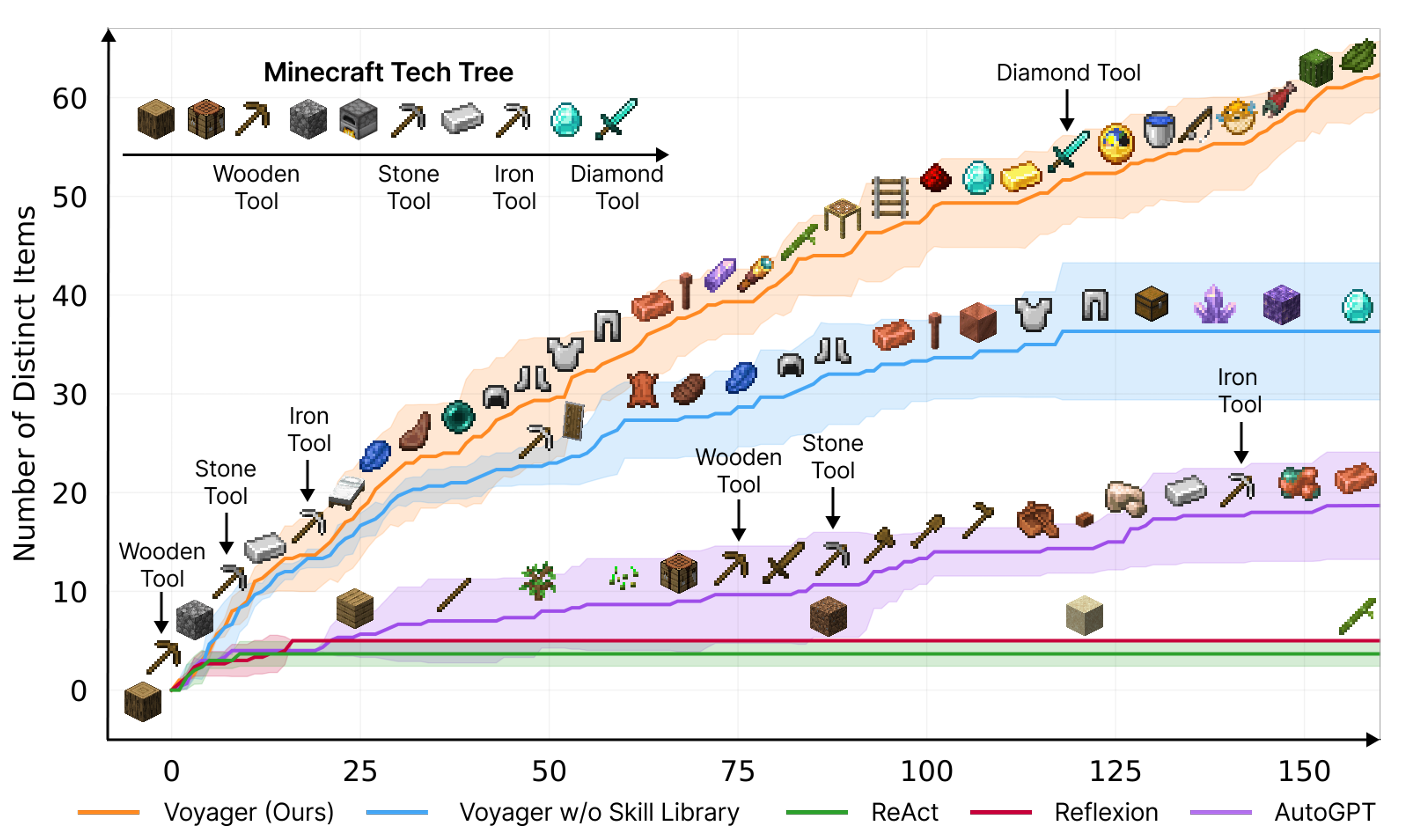 Minecraft Tech Tree
Wooden
Tool
Stone
Tool
Iron
Tool
Diamond
Tool
Diamond Tool
Number of Distinct Items
60
50
40
30
20
10
0
Wooden
Tool
Stone
Tool
Iron
Tool
Wooden
Tool
Stone
Tool
Iron
Tool
0 25 50 75 100 125 150
Voyager (Ours) Voyager w/o Skill Library ReAct Reflexion AutoGPT